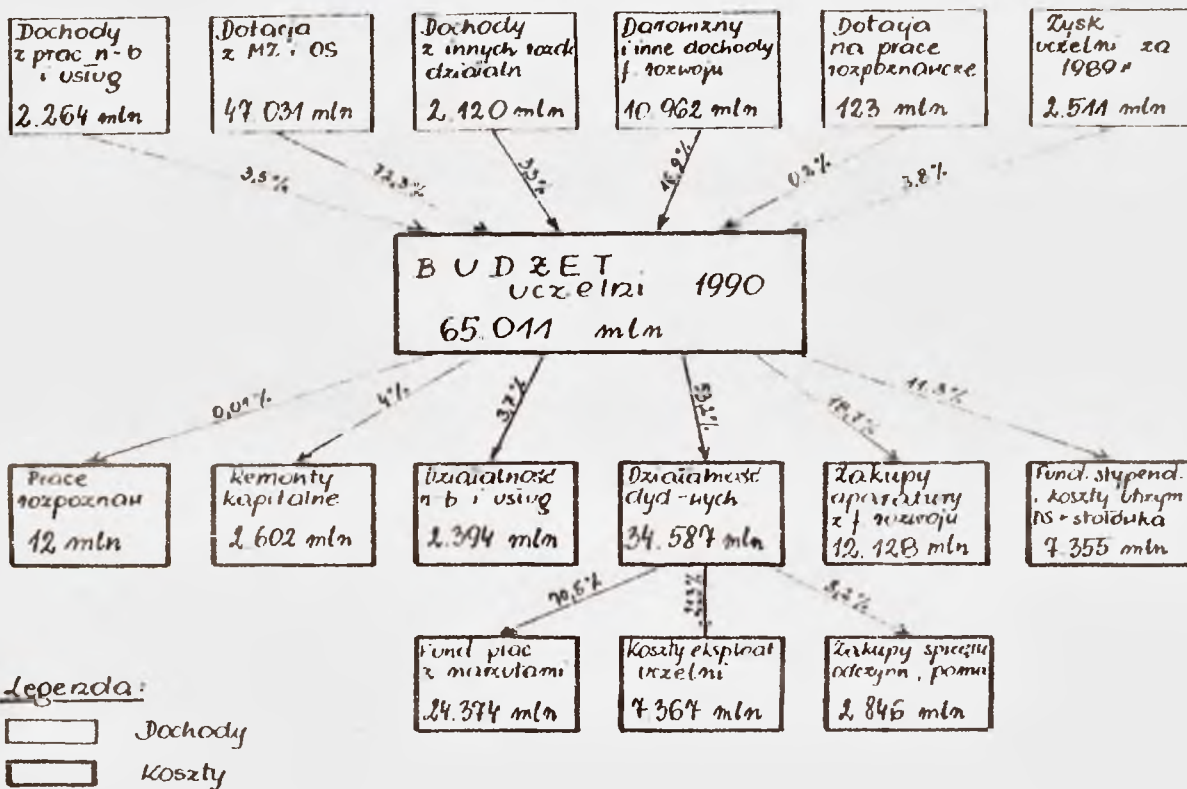 Dochody
z prac n-b
i usług
2.264 mln
Dotacja
z MZ i OS
47.031 mln
Dochody
z innych rodz.
działaln
2.120 mln
Darowizny
i inne dochody
f. rozwoju
10.962 mln
Dotacja
na prace
rozpoznawcze
123 mln
Zysk
uczelni za
1989 r
2.511 mln
3,5%
72,3%
3,3%
16,9%
0,2%
3,8%
BUDŻET
uczelni 1990
65.011 mln
0,01%
4%
3,7%
53,2%
18,7%
11,3%
Prace
rozpoznaw
12 mln
Remonty
kapitalne
2.602 mln
Działalność
n-b i usług
2.394 mln
Działalność
dyd-wych
34.587 mln
Zakupy
aparatury
z f. rozwoju
12.128 mln
Fund. stypend.
i koszty utrzym
DS + stołówka
7.355 mln
70,5%
8,2%
Fund płac
z narzutami
24.374 mln
Koszty eksploat
uczelni
7.367 mln
Zakupy sprzętu
odczynn, pomoc
2.846 mln
Legenda:
Dochody
Koszty